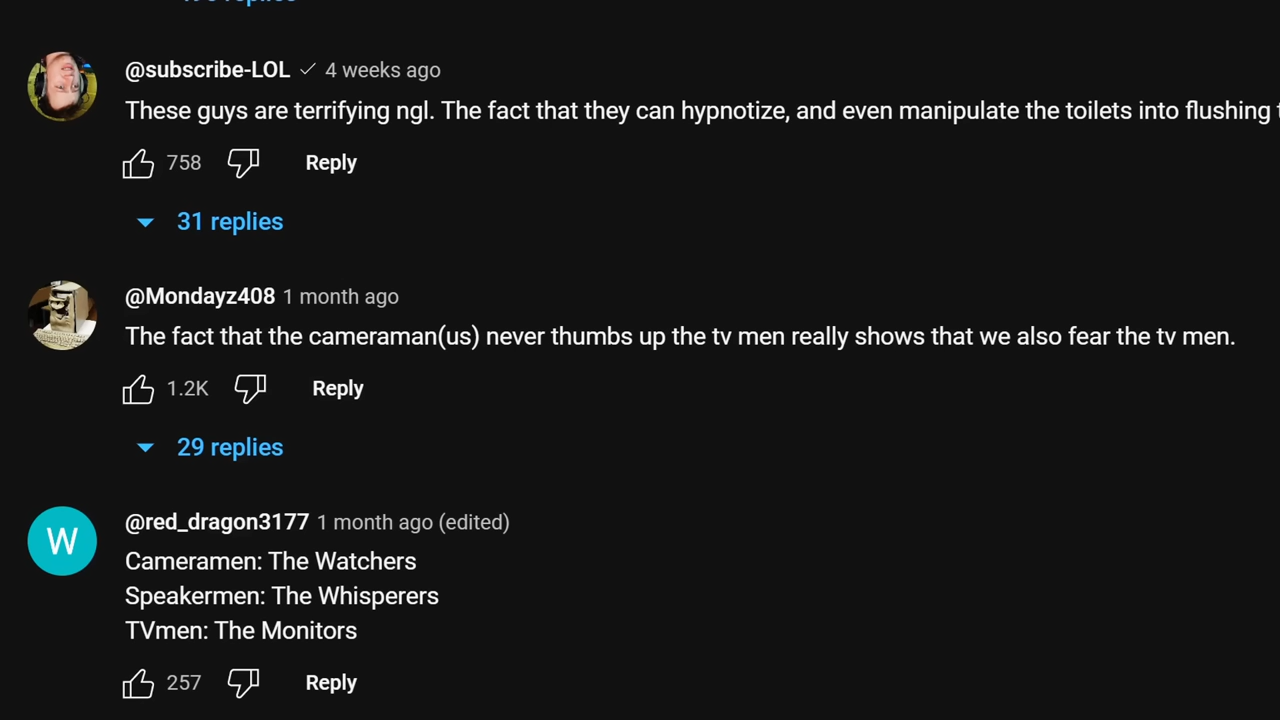 replies
@subscribe-LOL 4 weeks ago
These guys are terrifying ngl. The fact that they can hypnotize, and even manipulate the toilets into flushing
758 Reply
31 replies
@Mondayz408 1 month ago
The fact that the cameraman(us) never thumbs up the tv men really shows that we also fear the tv men.
1.2K Reply
29 replies
W
@red_dragon3177 1 month ago (edited)
Cameramen: The Watchers
Speakermen: The Whisperers
TVmen: The Monitors
257 Reply